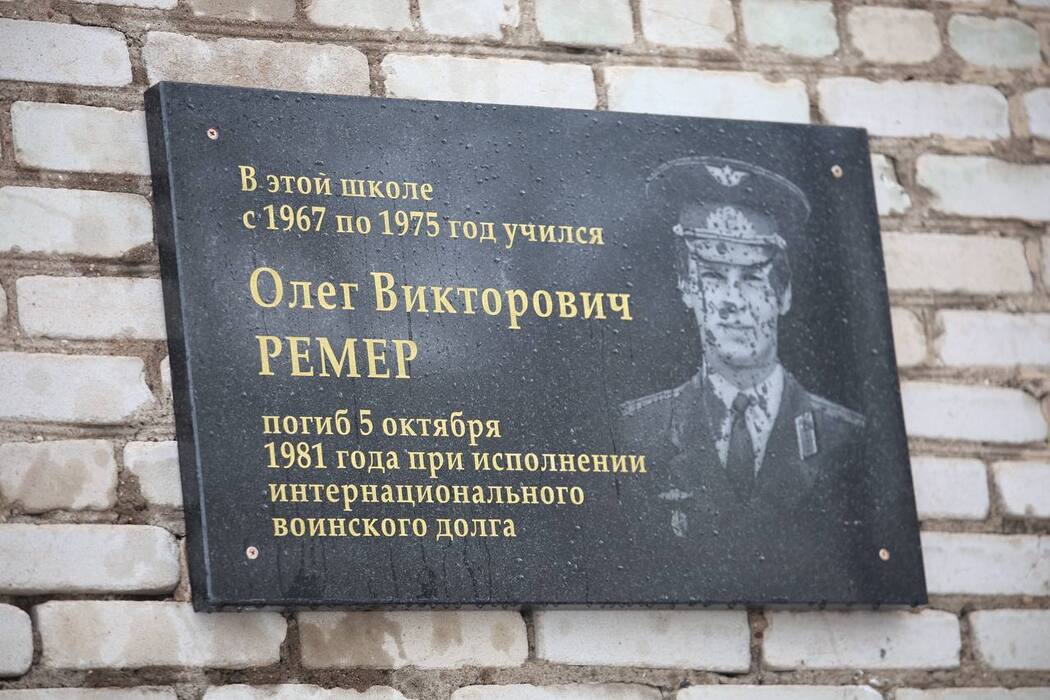 В этой школе
с 1967 по 1975 год учился
Олег Викторович
РЕМЕР
погиб 5 октября
1981 года при исполнении
интернационального
воинского долга